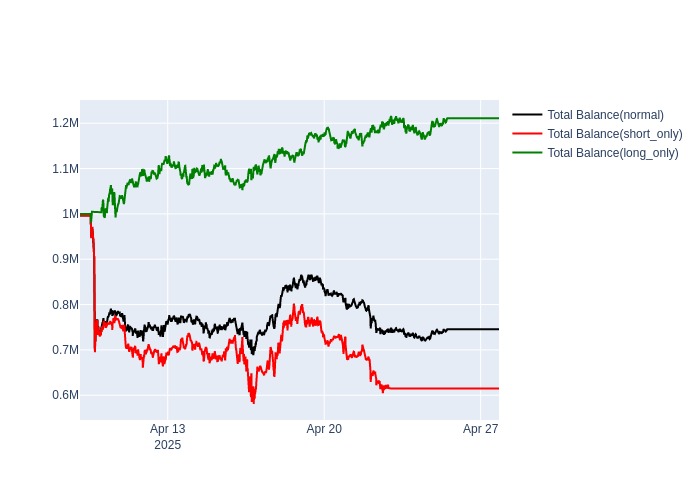 Total Balance(normal)
Total Balance(short_only)
Total Balance(long_only)
1.2M
1.1M
1M
0.9M
0.8M
0.7M
0.6M
Apr 13
2025
Apr 20
Apr 27